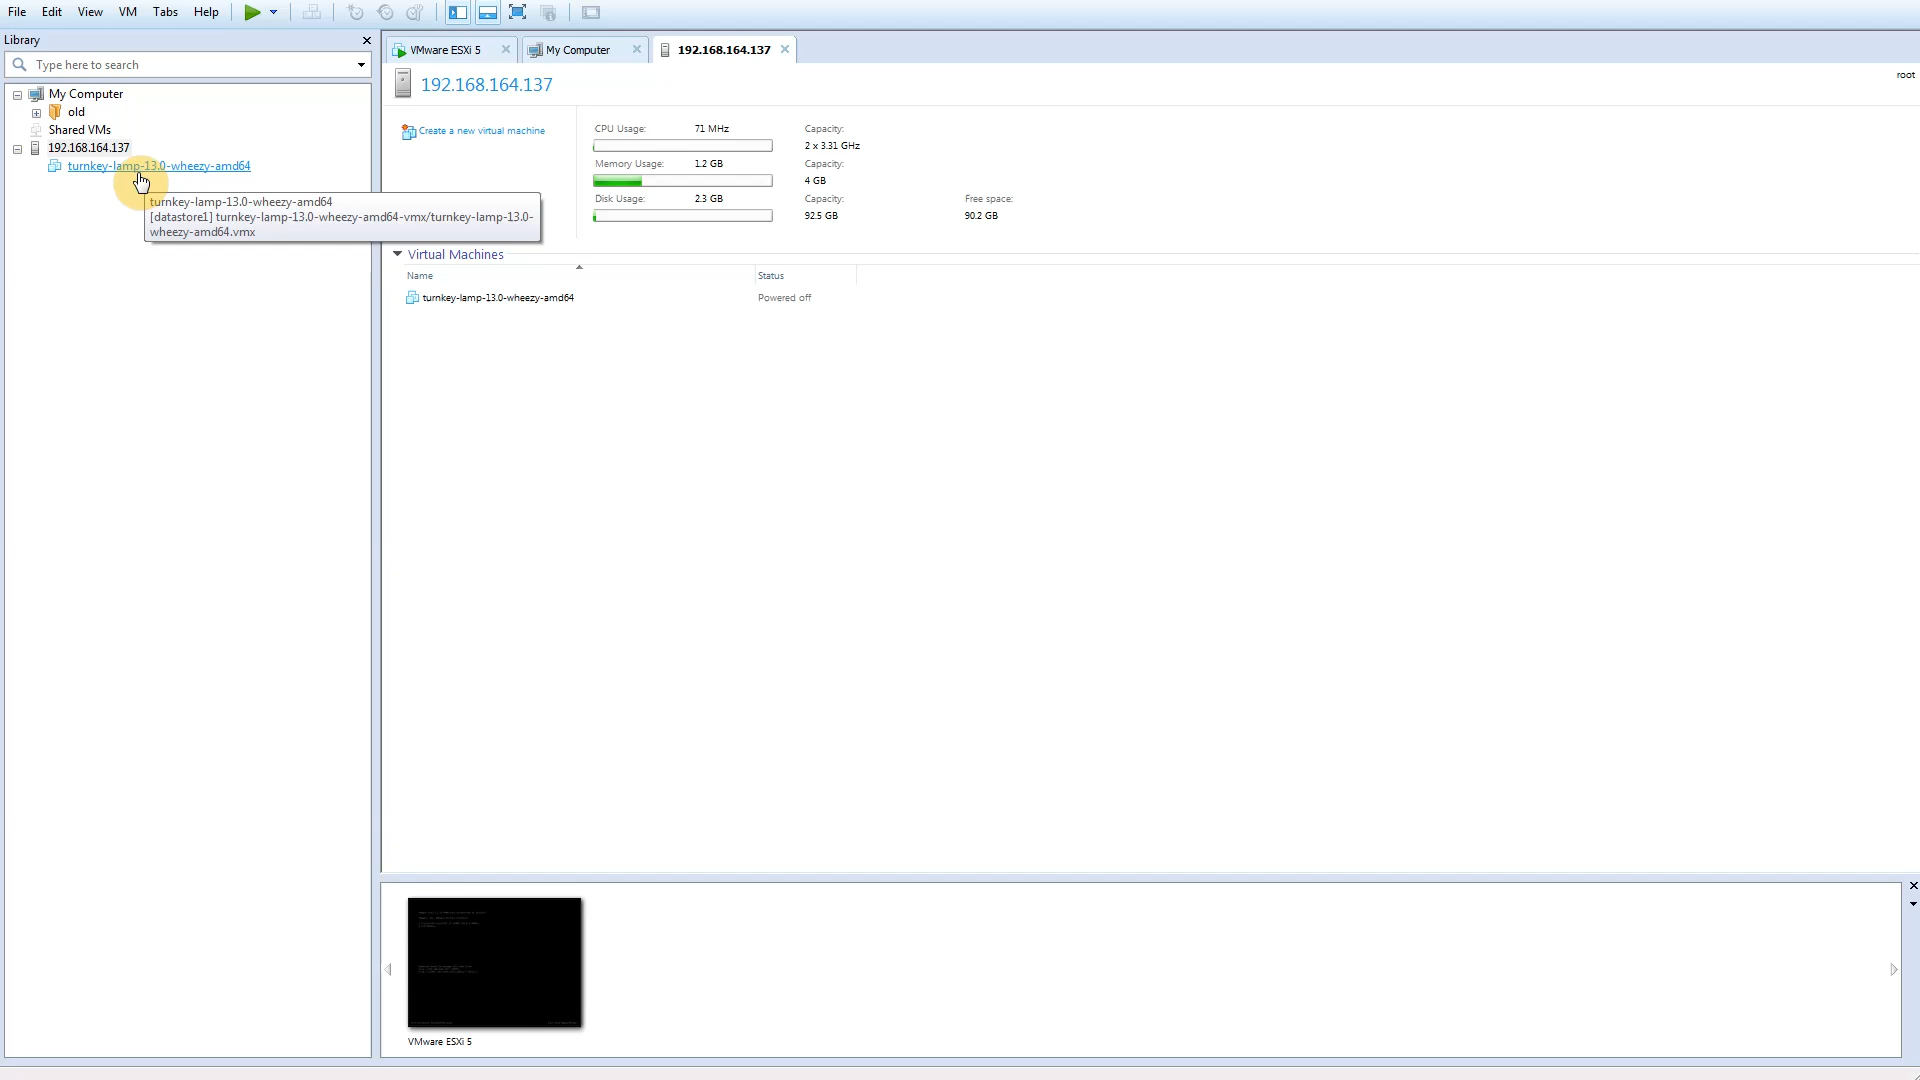 File Edit View VM Tabs Help
Library
Type here to search
My Computer
old
Shared VMs
192.168.164.137
turnkey-lamp-13.0-wheezy-amd64
turnkey-lamp-13.0-wheezy-amd64
[datastore1] turnkey-lamp-13.0-wheezy-amd64-vmx/turnkey-lamp-13.0-
wheezy-amd64.vmx
VMware ESXi 5 My Computer 192.168.164.137
192.168.164.137
root
Create a new virtual machine
CPU Usage: 71 MHz Capacity:
2 x 3.31 GHz
Memory Usage: 1.2 GB Capacity:
4 GB
Disk Usage: 2.3 GB Capacity: Free space:
92.5 GB 90.2 GB
Virtual Machines
Name Status
turnkey-lamp-13.0-wheezy-amd64 Powered off
VMware ESXi 5